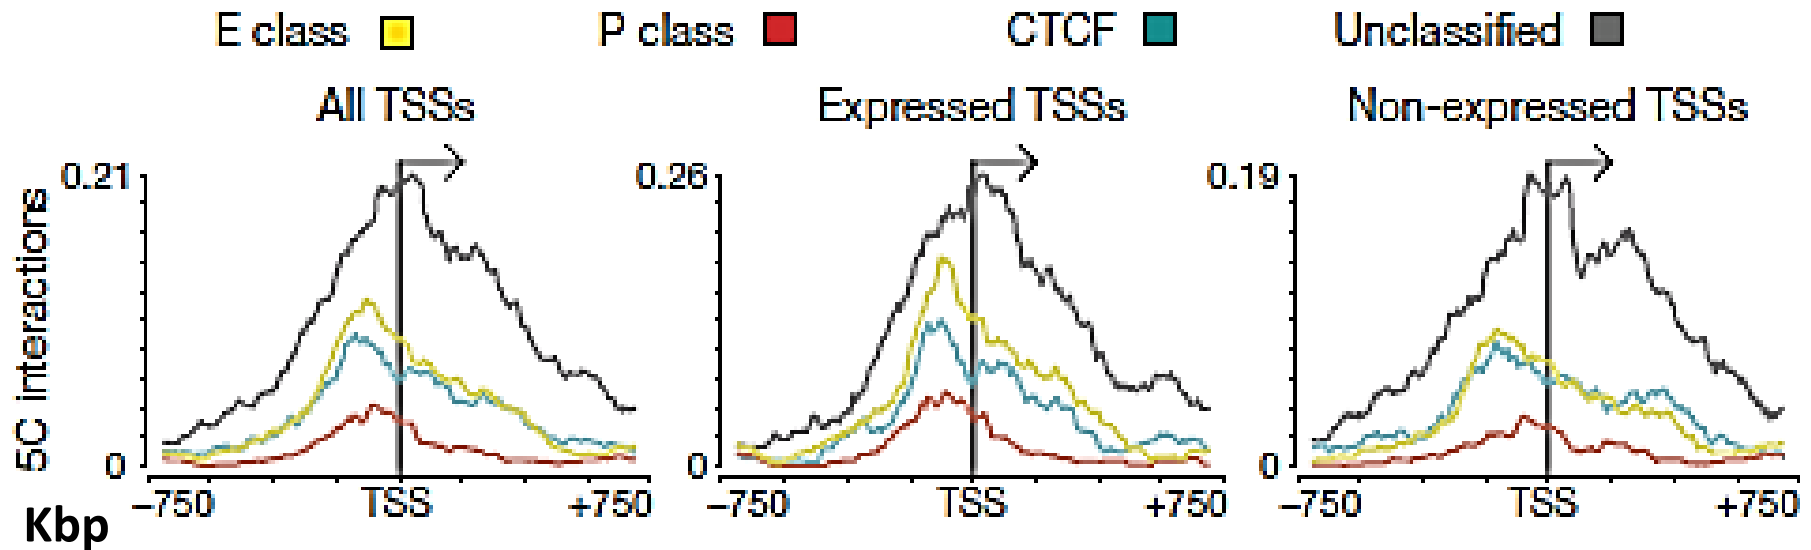 E class P class CTCF Unclassified
All TSSs Expressed TSSs Non-expressed TSSs
0.21 0.26 0.19
5C interactions
0 0 0
−750 TSS +750 −750 TSS +750 −750 TSS +750
Kbp